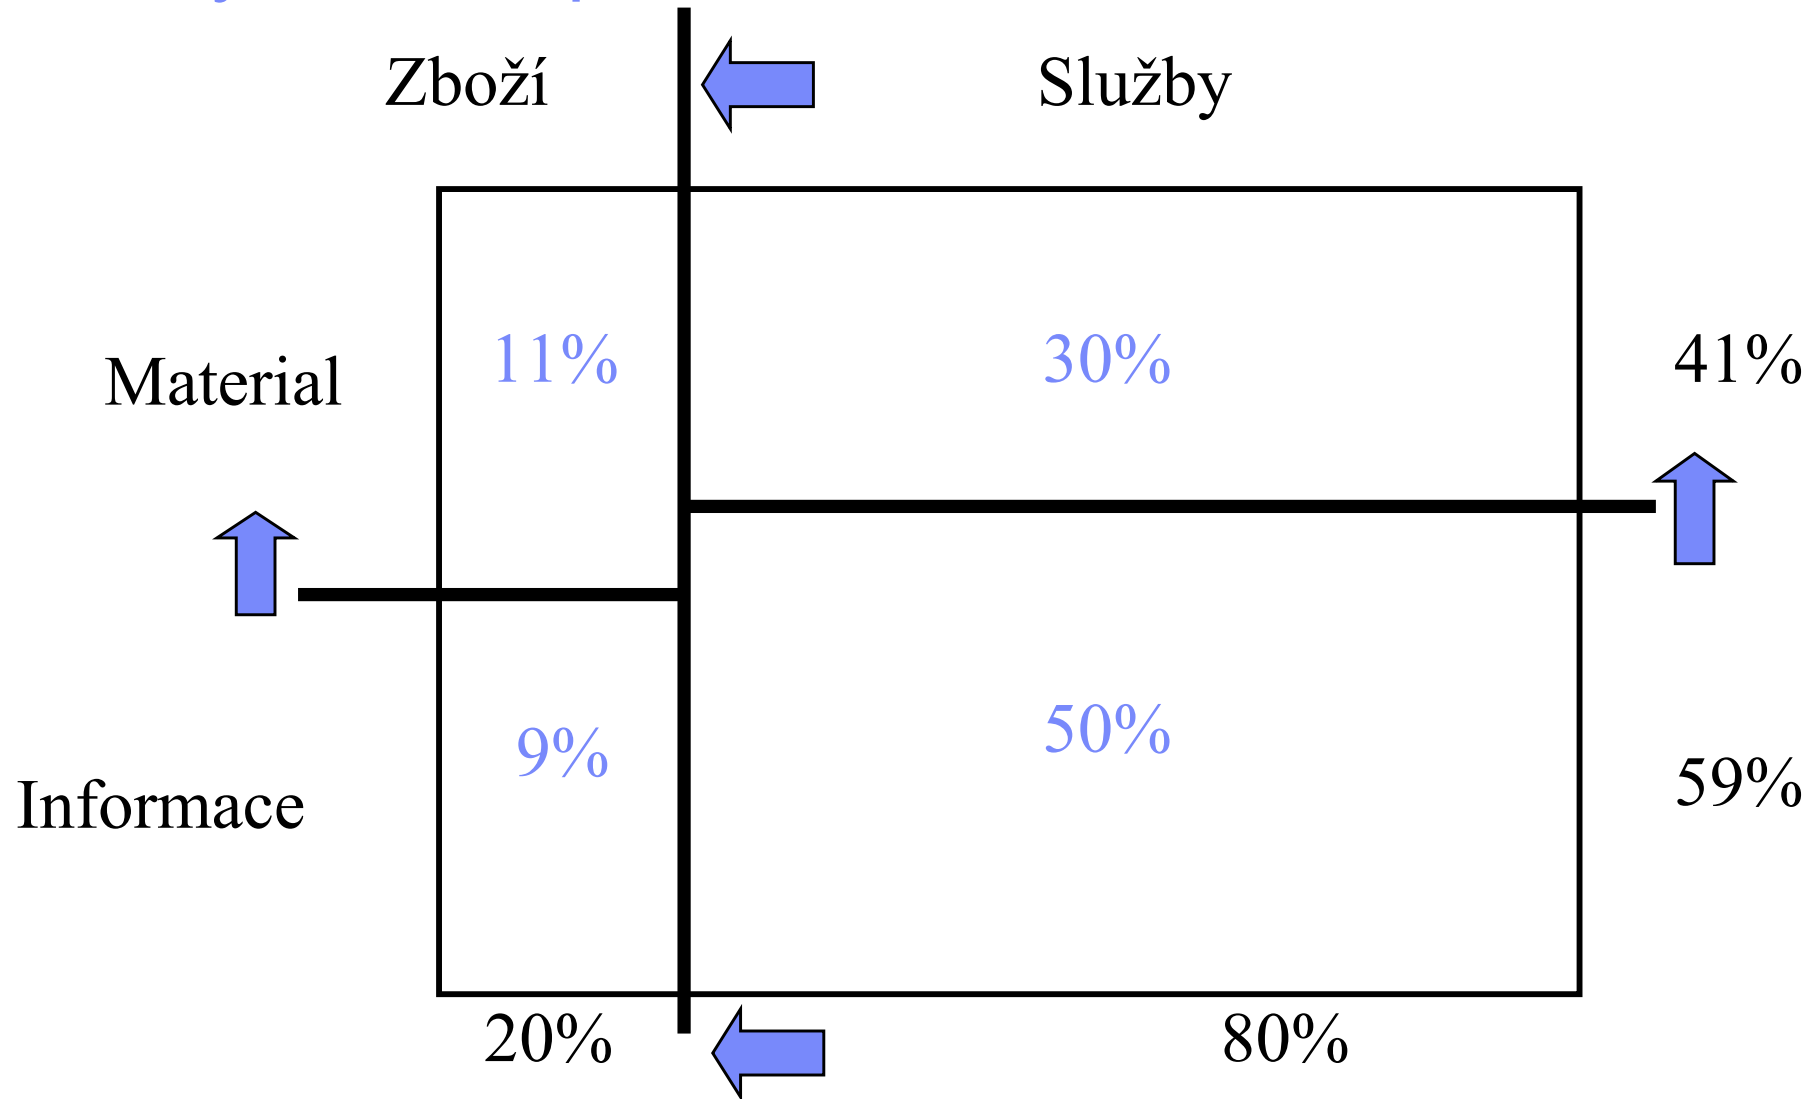 Zboží Služby
11% 30% 41%
Material
9% 50% 59%
Informace
20% 80%